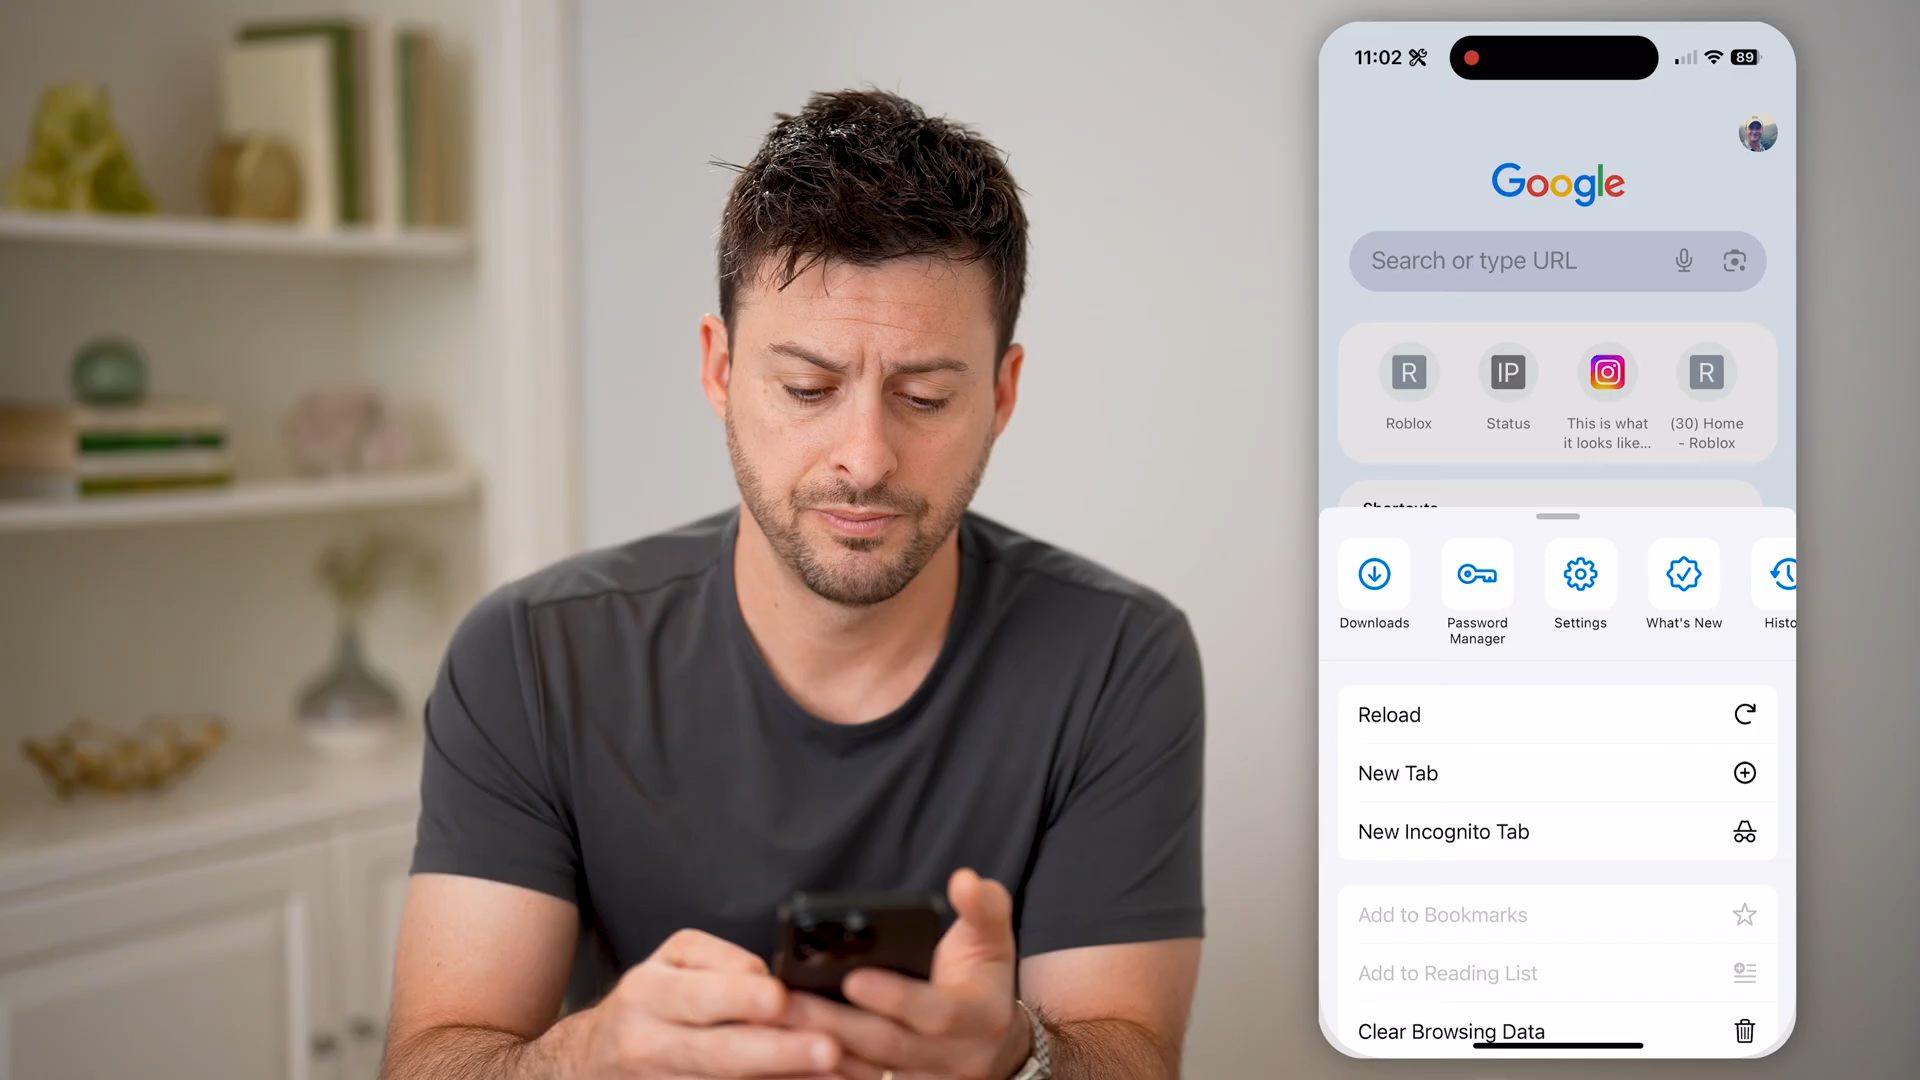 11:02
89
Google
Search or type URL
R
IP
R
Roblox
Status
This is what
it looks like...
(30) Home
- Roblox
Shortcuts
Downloads
Password
Manager
Settings
What's New
Histo
Reload
New Tab
New Incognito Tab
Add to Bookmarks
Add to Reading List
Clear Browsing Data